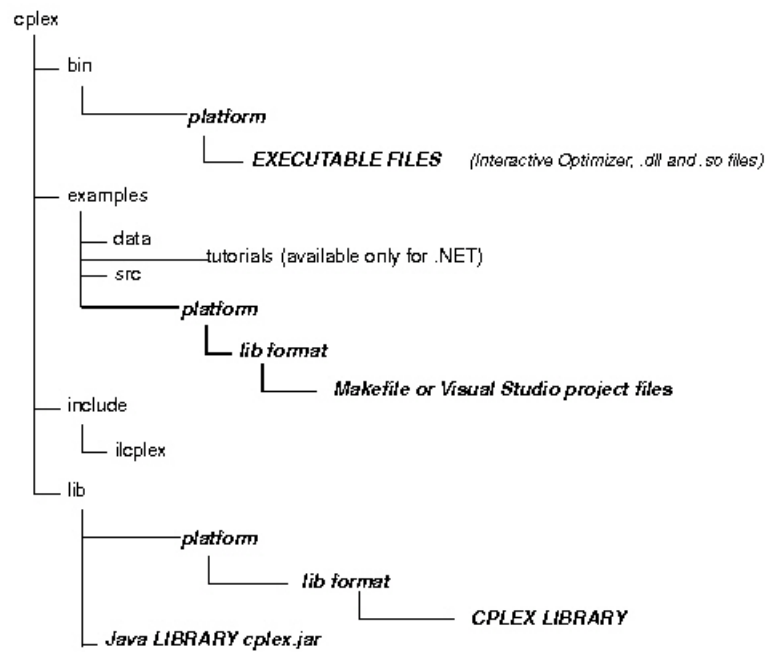 cplex
bin
platform
EXECUTABLE FILES (Interactive Optimizer, .dll and .so files)
examples
data
tutorials (available only for .NET)
src
platform
lib format
Makefile or Visual Studio project files
include
ilcplex
lib
platform
lib format
CPLEX LIBRARY
Java LIBRARY cplex.jar